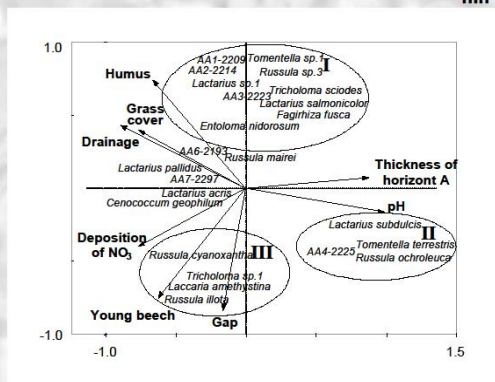 1.0
AA1-2209 Tomentella sp.1 I
Humus AA2-2214 Russula sp.3
Lactarius sp.1 Tricholoma sciodes
AA3-2223 Lactarius salmonicolor
Grass Fagirhiza fusca
cover Entoloma nidorosum
Drainage
AA6-2193 Russula mairei
Lactarius pallidus Thickness of
AA7-2297 horizont A
Lactarius acris pH
Cenococcum geophilum
Lactarius subdulcis II
Deposition Tomentella terrestris
of NO3 Russula cyanoxantha III AA4-2225 Russula ochroleuca
Tricholoma sp.1
Laccaria amethystina
Russula illota
Young beech Gap
-1.0
-1.0 1.5